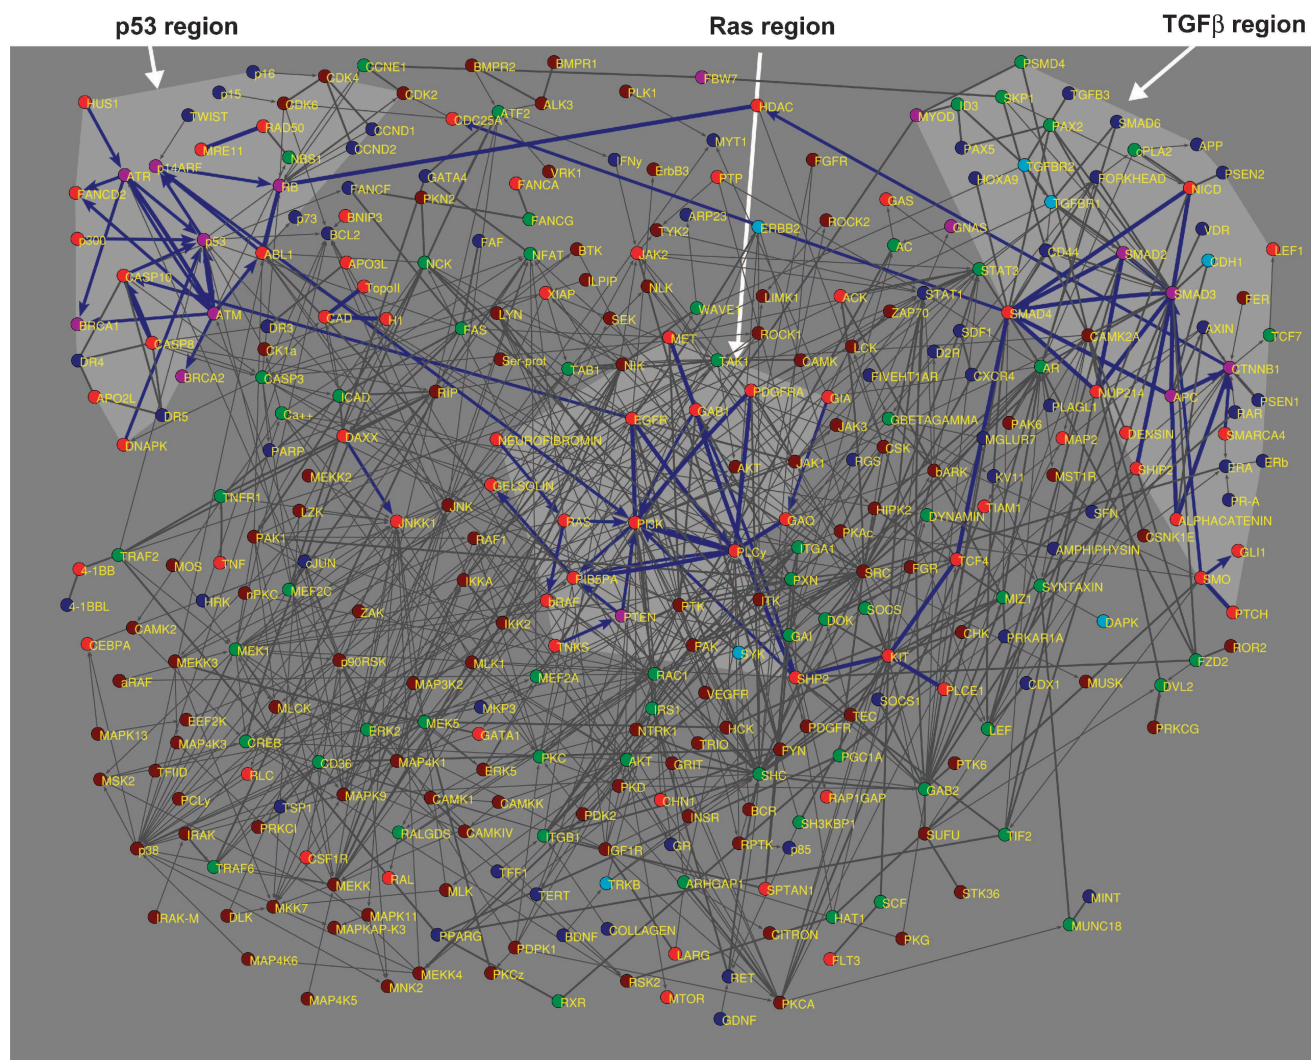 p53 region
Ras region
TGFβ region
p16
CDK4
CCNE1
BMPR2
BMPR1
FBW7
PSMD4
p15
CDK6
CDK2
ALK3
PLK1
HDAC
SKP1
ID3
TGFB3
HUS1
TWIST
RAD50
CCND1
CDC25A
ATF2
MYOD
PAX2
SMAD6
MRE11
NBS1
CCND2
IFNy
MYT1
PAX5
cPLA2
APP
p14ARF
ATR
RB
FANCF
GATA4
VRK1
ErbB3
PTP
FGFR
TGFBR2
HOXA9
FORKHEAD
PSEN2
NICD
FANCD2
PKN2
FANCA
TGFBR1
p73
BNIP3
FANCG
ARP23
ERBB2
ROCK2
GAS
GNAS
p300
p53
BCL2
FAF
TYK2
VDR
ABL1
APO3L
NCK
NFAT
BTK
JAK2
AC
STAT3
CD44
SMAD2
CDH1
LEF1
CASP10
TopoII
XIAP
ILPIP
NLK
LIMK1
ACK
STAT1
SMAD3
FER
ATM
CAD
H1
LYN
SEK
WAVE1
ZAP70
SMAD4
BRCA1
DR3
FAS
MET
ROCK1
SDF1
CAMK2A
AXIN
TCF7
CASP8
CK1a
Ser-prot
NIK
TAK1
CAMK
LCK
D2R
DR4
BRCA2
CASP3
TAB1
FIVEHT1AR
CXCR4
AR
CTNNB1
APO2L
ICAD
RIP
PDGFRA
GIA
NUP214
APC
PSEN1
DR5
Ca++
EGFR
GAB1
GBETAGAMMA
PLAGL1
RAR
DNAPK
DAXX
NEUROFIBROMIN
JAK3
PAK6
MAP2
DENSIN
SMARCA4
PARP
CSK
MGLUR7
MEKK2
AKT
JAK1
RGS
bARK
KV11
MST1R
SHIP2
ERA
ERb
TNFR1
GELSOLIN
PR-A
LZK
JNKK1
JNK
RAS
PI3K
GAQ
HIPK2
DYNAMIN
TIAM1
SFN
ALPHACATENIN
PAK1
RAF1
PKAc
CSNK1E
TRAF2
PLCy
ITGA1
AMPHIPHYSIN
GLI1
4-1BB
MOS
TNF
cJUN
TCF4
FGR
SRC
IKKA
PIB5PA
PXN
SYNTAXIN
SMO
4-1BBL
HRK
nPKC
MEF2C
bRAF
PTK
ITK
MIZ1
ZAK
PTEN
SOCS
DOK
PTCH
CEBPA
CAMK2
IKK2
GAI
DAPK
MEK1
TNKS
PAK
SYK
CHK
PRKAR1A
ROR2
MEKK3
p90RSK
MLK1
KIT
FZD2
aRAF
MAP3K2
MEF2A
RAC1
SHP2
CDX1
MUSK
DVL2
VEGFR
PLCE1
MLCK
MKP3
SOCS1
EEF2K
IRS1
TEC
PRKCG
MAPK13
MAP4K3
CREB
ERK2
MEK5
GATA1
NTRK1
HCK
PDGFR
LEF
TRIO
TFIID
MAP4K1
PKC
FYN
PGC1A
MSK2
RLC
CD36
ERK5
AKT
GRIT
SHC
PTK6
PCLy
TSP1
MAPK9
CAMK1
CAMKK
PKD
CHN1
RAP1GAP
GAB2
PDK2
INSR
BCR
SH3KBP1
IRAK
PRKCI
RALGDS
CAMKIV
ITGB1
SUFU
TIF2
p38
IGF1R
GR
RPTK
p85
CSF1R
TRAF6
RAL
TFF1
TRKB
ARHGAP1
MEKK
MLK
TERT
SPTAN1
STK36
MINT
IRAK-M
DLK
MKK7
MAPK11
SCF
HAT1
MAPKAP-K3
PPARG
BDNF
COLLAGEN
CITRON
PKG
MUNC18
PDPK1
LARG
FLT3
MAP4K6
MEKK4
PKCz
RSK2
RET
MNK2
MAP4K5
RXR
MTOR
PKCA
GDNF